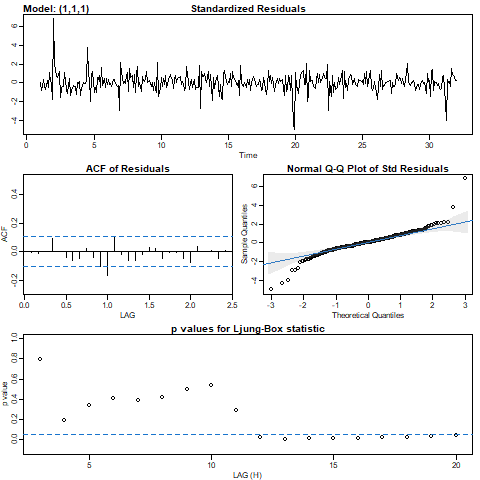 Model: (1,1,1) Standardized Residuals
6
4
2
0
-2
-4
0 5 10 15 20 25 30
Time
ACF of Residuals
0.4
0.2
0.0
-0.2
ACF
0.0 0.5 1.0 1.5 2.0 2.5
LAG
Normal Q-Q Plot of Std Residuals
6
4
2
0
-2
-4
Sample Quantiles
-3 -2 -1 0 1 2 3
Theoretical Quantiles
p values for Ljung-Box statistic
1.0
0.8
0.6
0.4
0.2
0.0
p value
5 10 15 20
LAG (H)